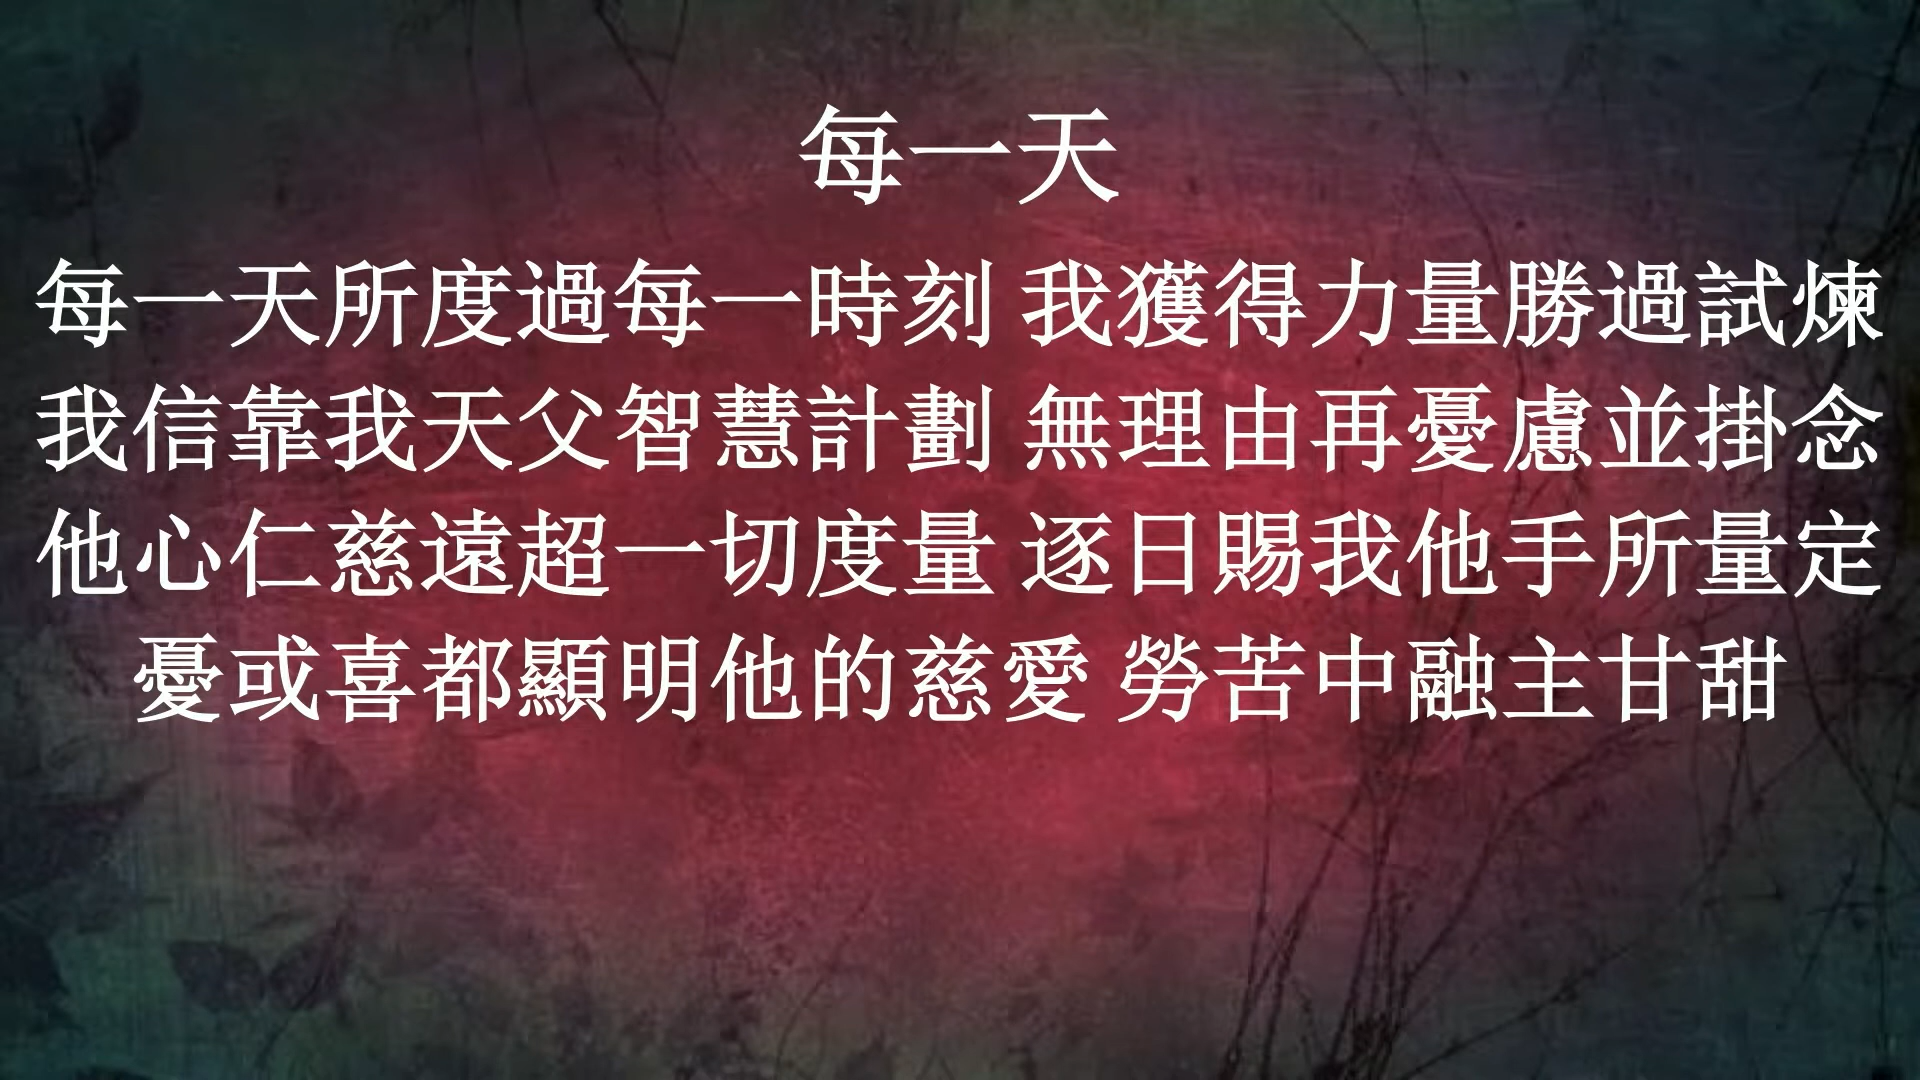 每一天
每一天所度過每一時刻 我獲得力量勝過試煉
我信靠我天父智慧計劃 無理由再憂慮並掛念
他心仁慈遠超一切度量 逐日賜我他手所量定
憂或喜都顯明他的慈愛 勞苦中融主甘甜